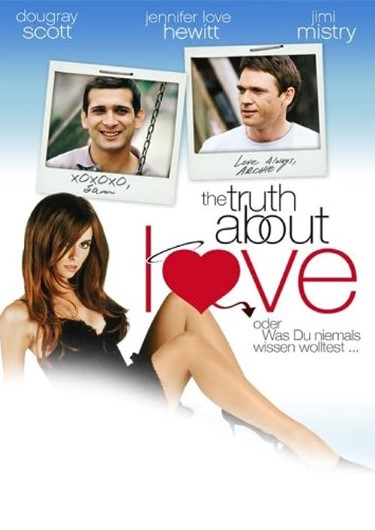 dougray scott
jennifer love hewitt
jimi mistry
xoxoxo,
Sam
Love Always,
ARCHIE
the truth
about
love
oder
Was Du niemals
wissen wolltest ...